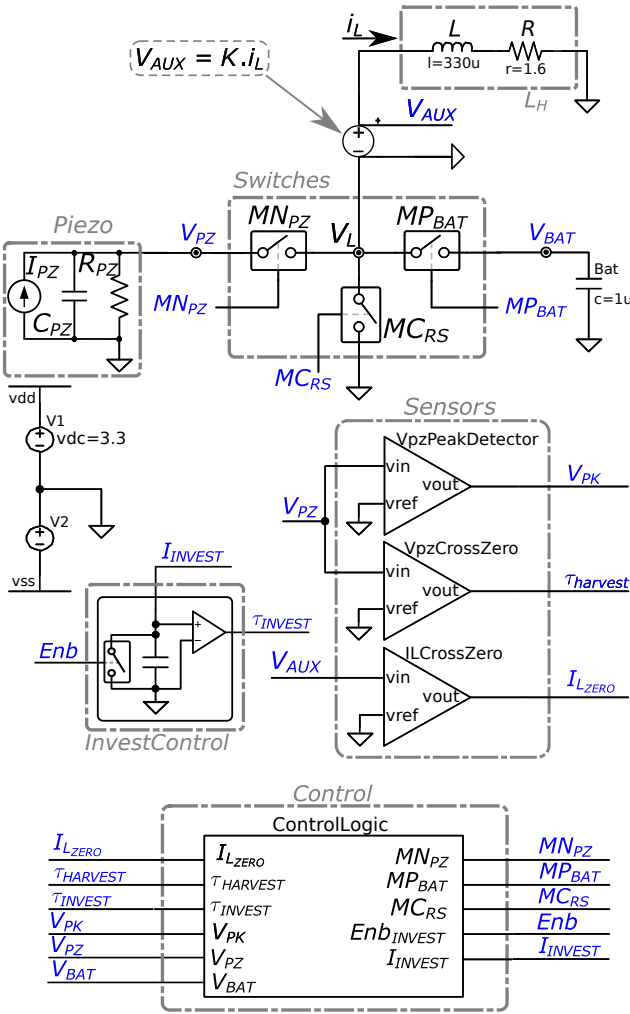 i_L
L
R
l=330u
r=1.6
L_H
V_AUX = K.i_L
V_AUX
+
+
−
Switches
Piezo
MN_PZ
V_L
MP_BAT
V_PZ
V_BAT
I_PZ
R_PZ
C_PZ
Bat
c=1u
MN_PZ
MP_BAT
MC_RS
MC_RS
vdd
V1
vdc=3.3
+
−
V2
+
−
vss
Sensors
VpzPeakDetector
vin
vout
vref
V_PK
V_PZ
VpzCrossZero
vin
vout
vref
τ_harvest
ILCrossZero
V_AUX
vin
vout
vref
I_L_ZERO
I_INVEST
Enb
+
−
τ_INVEST
InvestControl
Control
ControlLogic
I_L_ZERO I_L_ZERO MN_PZ MN_PZ
τ_HARVEST τ_HARVEST MP_BAT MP_BAT
τ_INVEST τ_INVEST MC_RS MC_RS
V_PK V_PK Enb_INVEST Enb
V_PZ V_PZ I_INVEST I_INVEST
V_BAT V_BAT